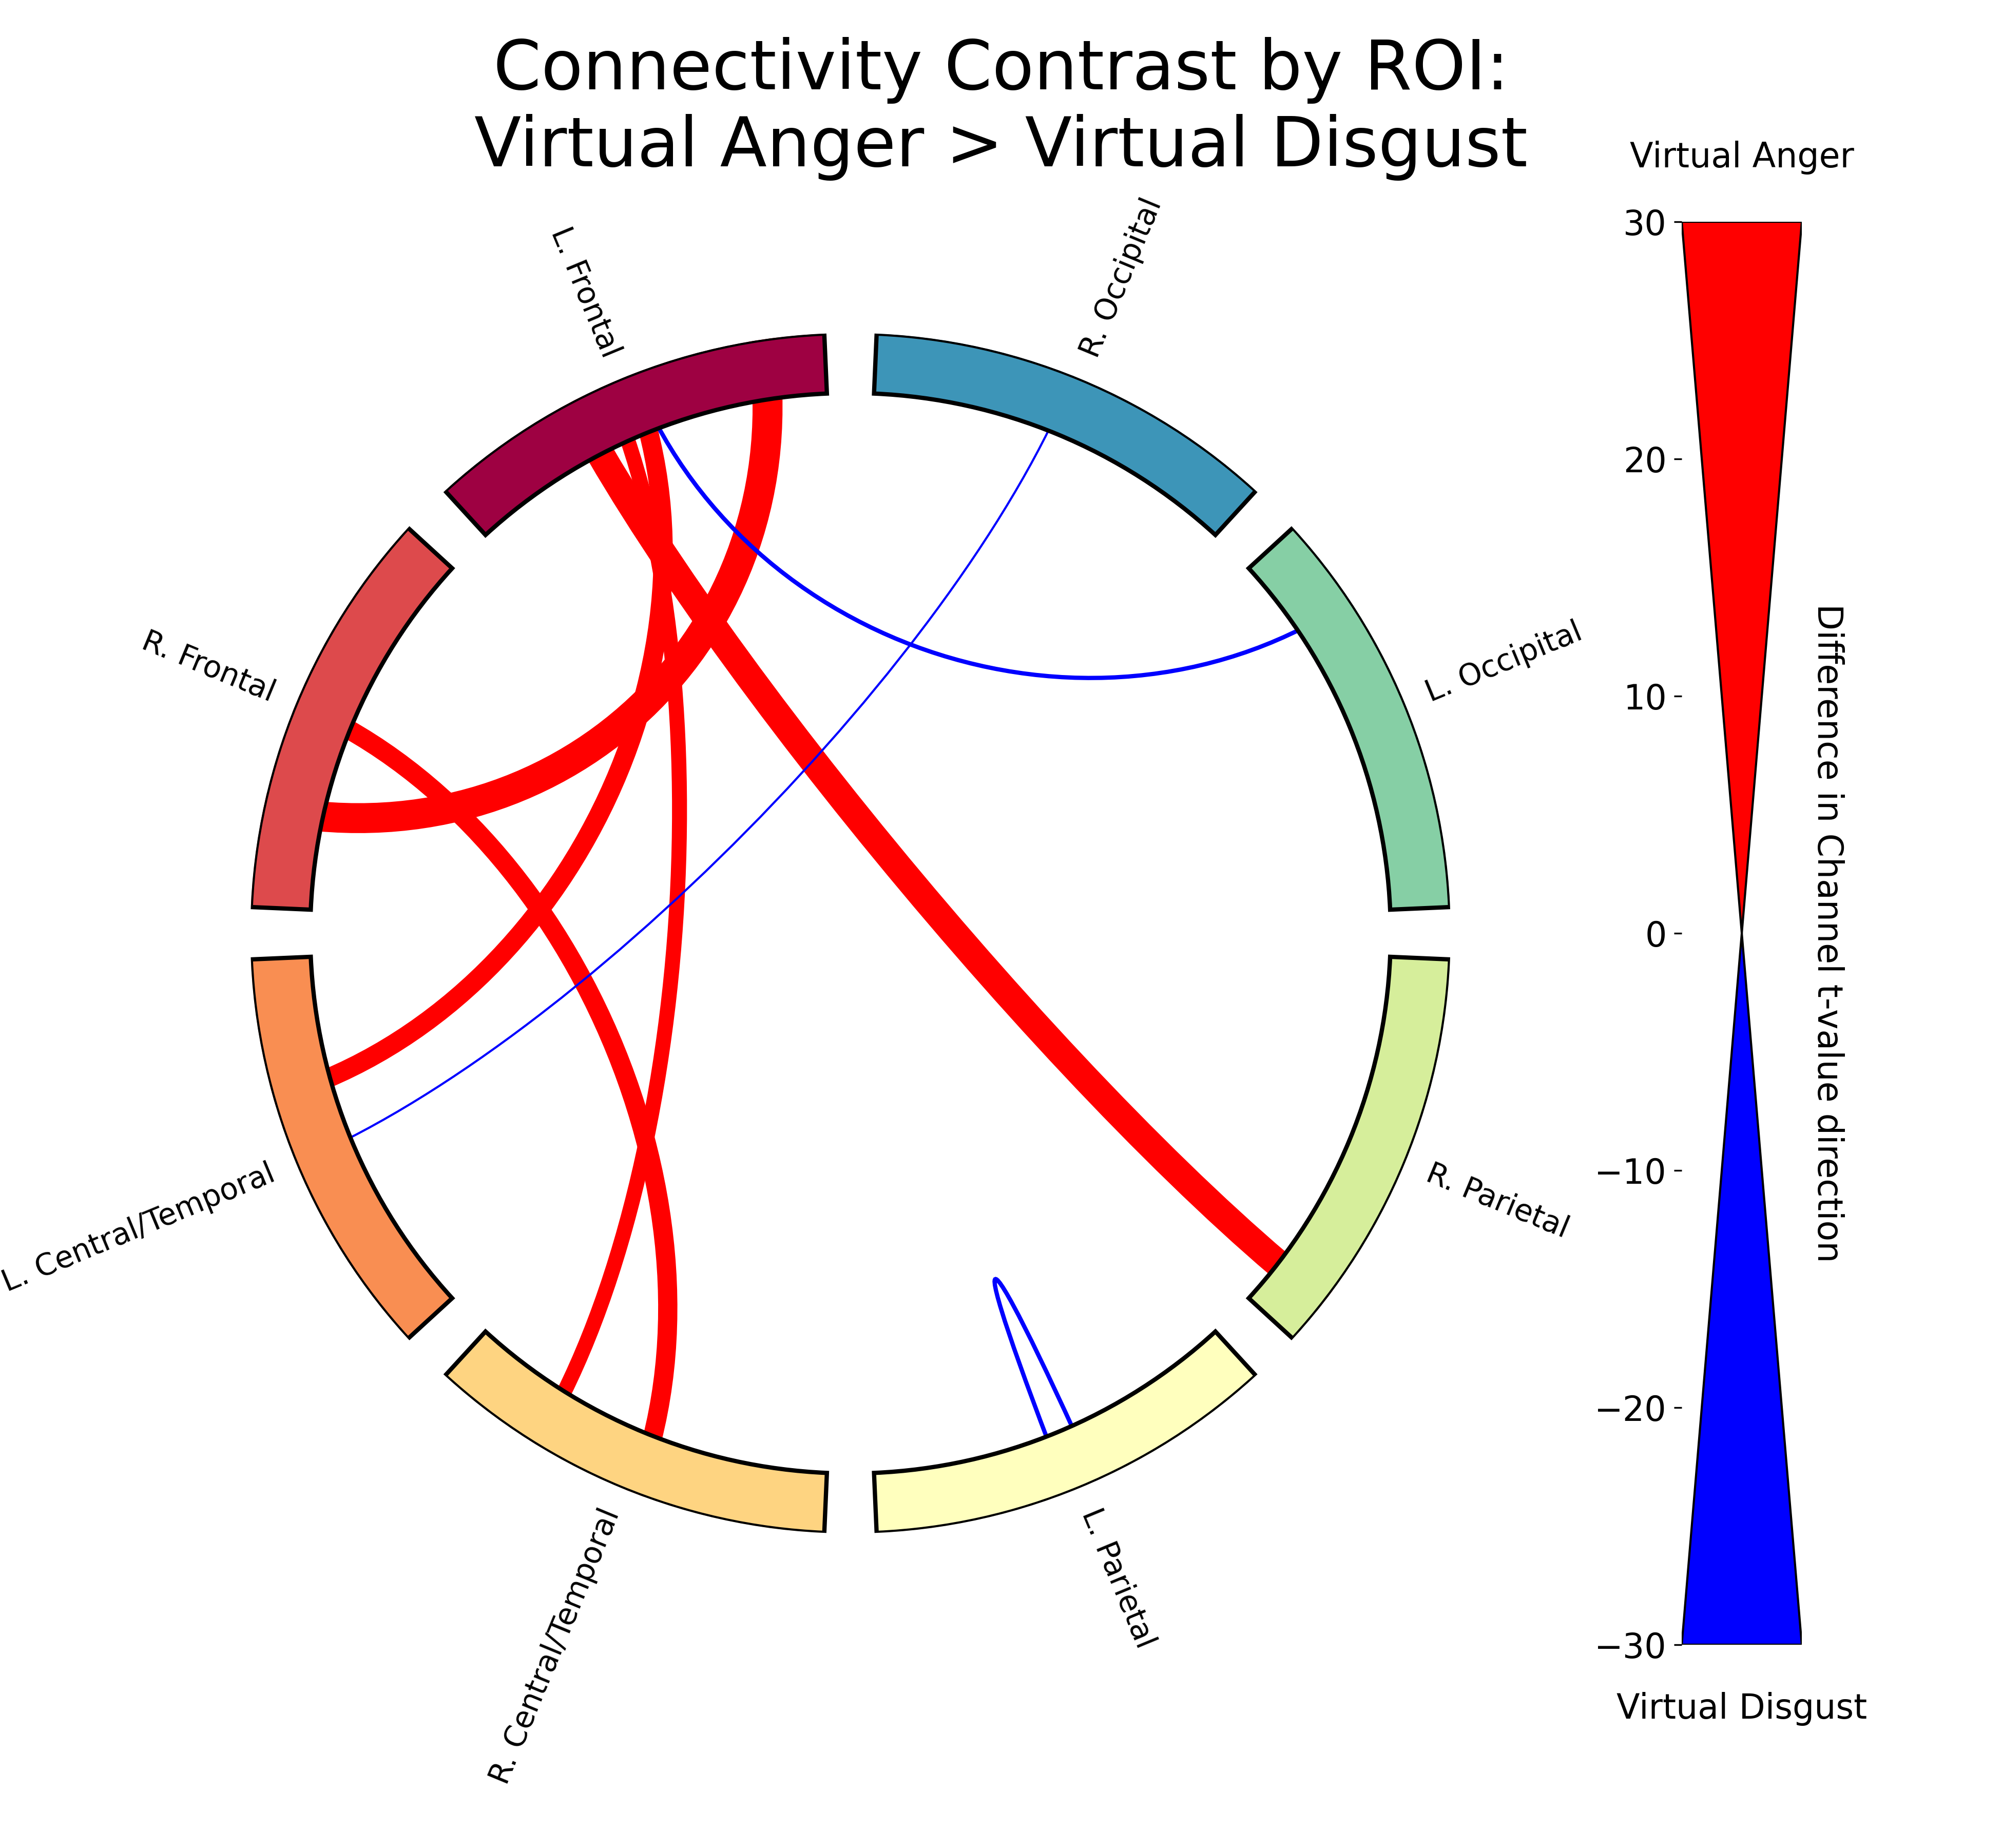 Connectivity Contrast by ROI:
Virtual Anger > Virtual Disgust
Virtual Anger
30
20
10
0
−10
−20
−30
Virtual Disgust
Difference in Channel t-value direction
L. Frontal
R. Occipital
R. Frontal
L. Occipital
L. Central/Temporal
R. Parietal
R. Central/Temporal
L. Parietal